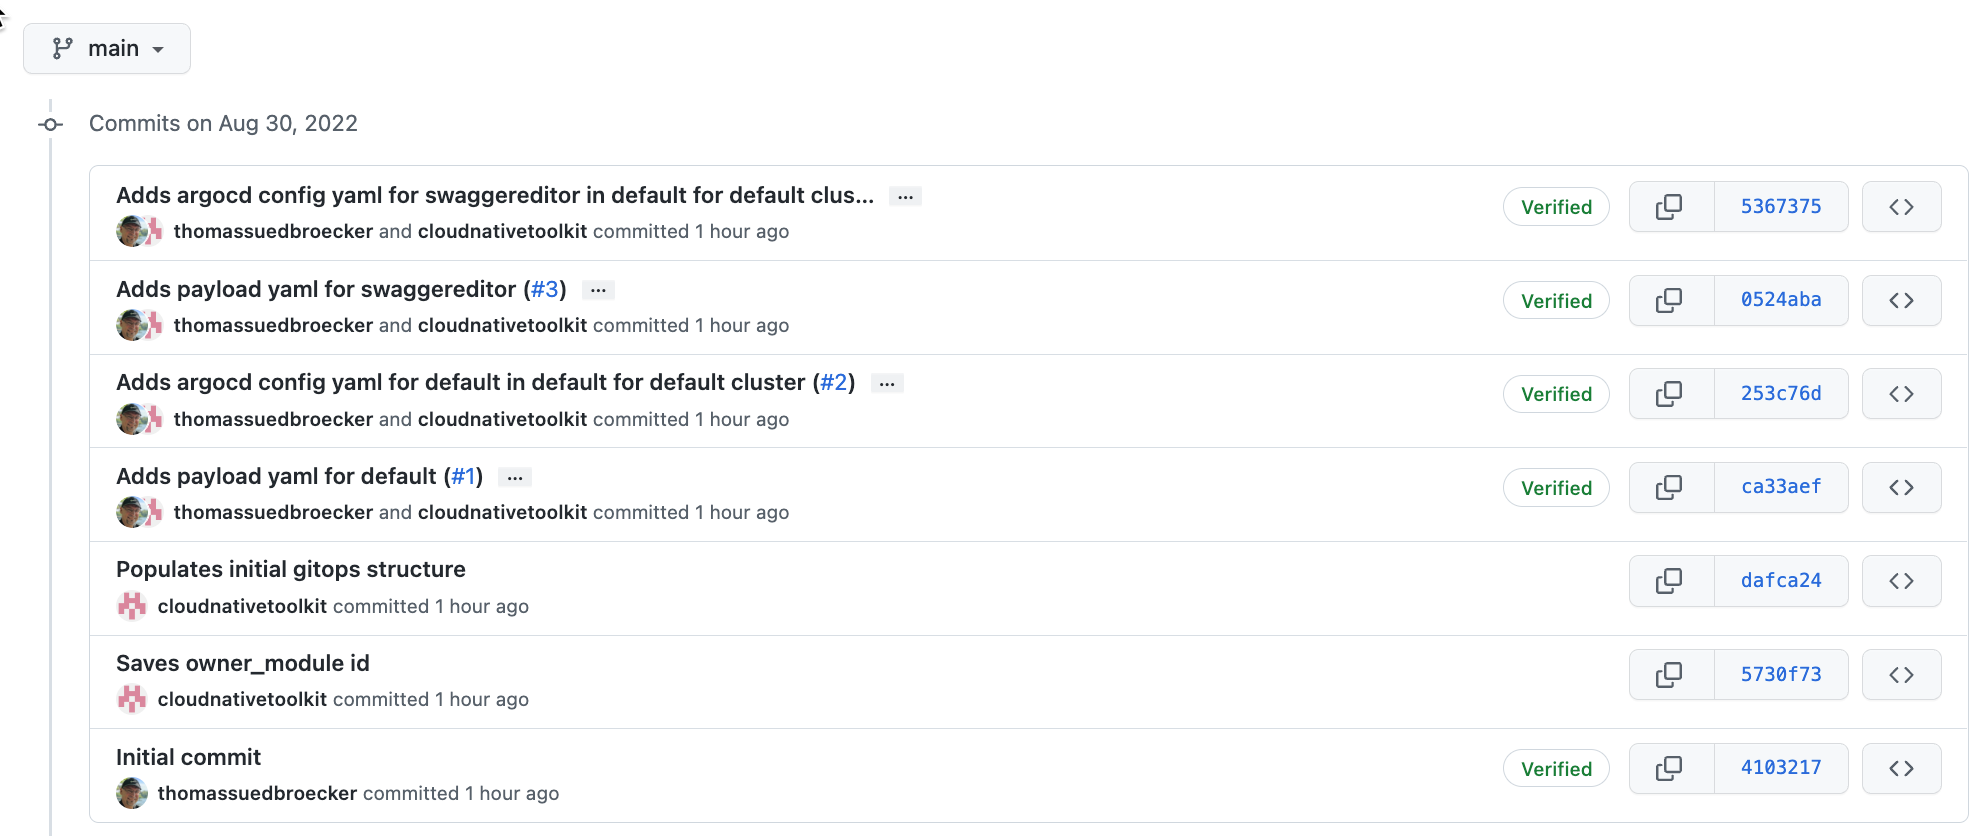 main
Commits on Aug 30, 2022
Adds argocd config yaml for swaggereditor in default for default clus... ...
Verified 5367375
thomassuedbroecker and cloudnativetoolkit committed 1 hour ago
Adds payload yaml for swaggereditor (#3) ...
Verified 0524aba
thomassuedbroecker and cloudnativetoolkit committed 1 hour ago
Adds argocd config yaml for default in default for default cluster (#2) ...
Verified 253c76d
thomassuedbroecker and cloudnativetoolkit committed 1 hour ago
Adds payload yaml for default (#1) ...
Verified ca33aef
thomassuedbroecker and cloudnativetoolkit committed 1 hour ago
Populates initial gitops structure
dafca24
cloudnativetoolkit committed 1 hour ago
Saves owner_module id
5730f73
cloudnativetoolkit committed 1 hour ago
Initial commit
Verified 4103217
thomassuedbroecker committed 1 hour ago